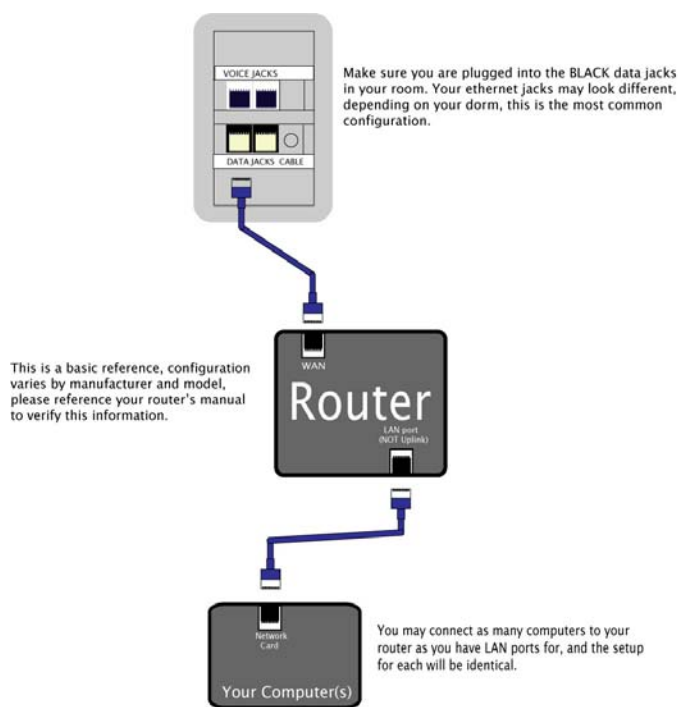 VOICE JACKS
DATA JACKS CABLE
Make sure you are plugged into the BLACK data jacks
in your room. Your ethernet jacks may look different,
depending on your dorm, this is the most common
configuration.
This is a basic reference, configuration
varies by manufacturer and model,
please reference your router's manual
to verify this information.
WAN
Router
LAN port
(NOT Uplink)
Network
Card
Your Computer(s)
You may connect as many computers to your
router as you have LAN ports for, and the setup
for each will be identical.